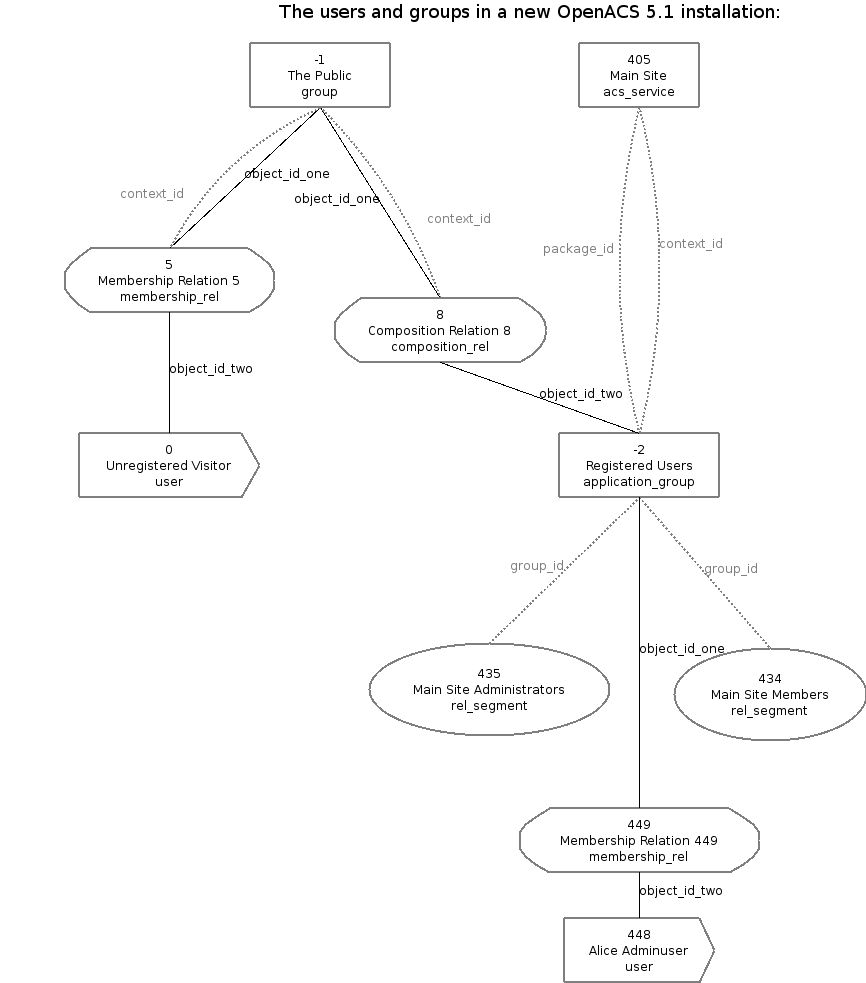 The users and groups in a new OpenACS 5.1 installation:
-1
The Public
group
405
Main Site
acs_service
object_id_one
context_id
object_id_one
context_id
package_id
context_id
5
Membership Relation 5
membership_rel
8
Composition Relation 8
composition_rel
object_id_two
object_id_two
0
Unregistered Visitor
user
-2
Registered Users
application_group
group_id
group_id
object_id_one
435
Main Site Administrators
rel_segment
434
Main Site Members
rel_segment
449
Membership Relation 449
membership_rel
object_id_two
448
Alice Adminuser
user